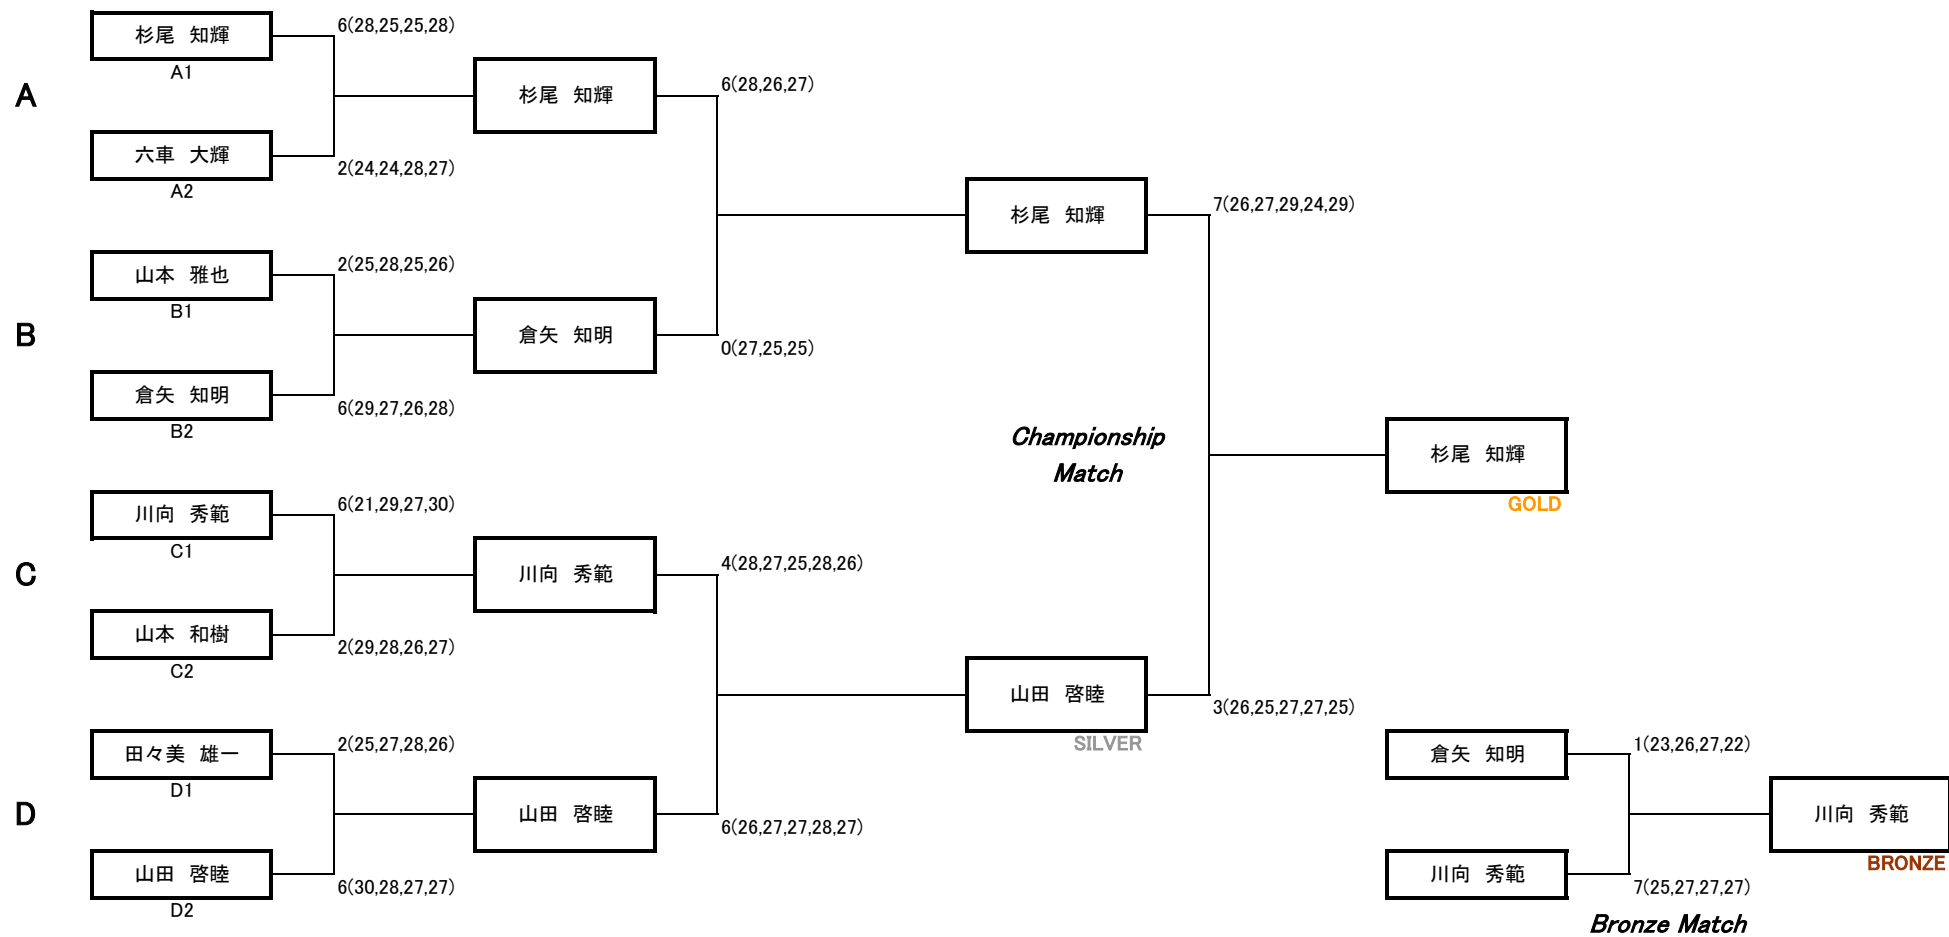 A
杉尾　知輝
A1
6(28,25,25,28)
六車　大輝
A2
2(24,24,28,27)
杉尾　知輝
6(28,26,27)
B
山本　雅也
B1
2(25,28,25,26)
倉矢　知明
B2
6(29,27,26,28)
倉矢　知明
0(27,25,25)
杉尾　知輝
7(26,27,29,24,29)
C
川向　秀範
C1
6(21,29,27,30)
山本　和樹
C2
2(29,28,26,27)
川向　秀範
4(28,27,25,28,26)
D
田々美　雄一
D1
2(25,27,28,26)
山田　啓睦
D2
6(30,28,27,27)
山田　啓睦
6(26,27,27,28,27)
山田　啓睦
SILVER
3(26,25,27,27,25)
Championship
Match
杉尾　知輝
GOLD
倉矢　知明
1(23,26,27,22)
川向　秀範
7(25,27,27,27)
川向　秀範
BRONZE
Bronze Match